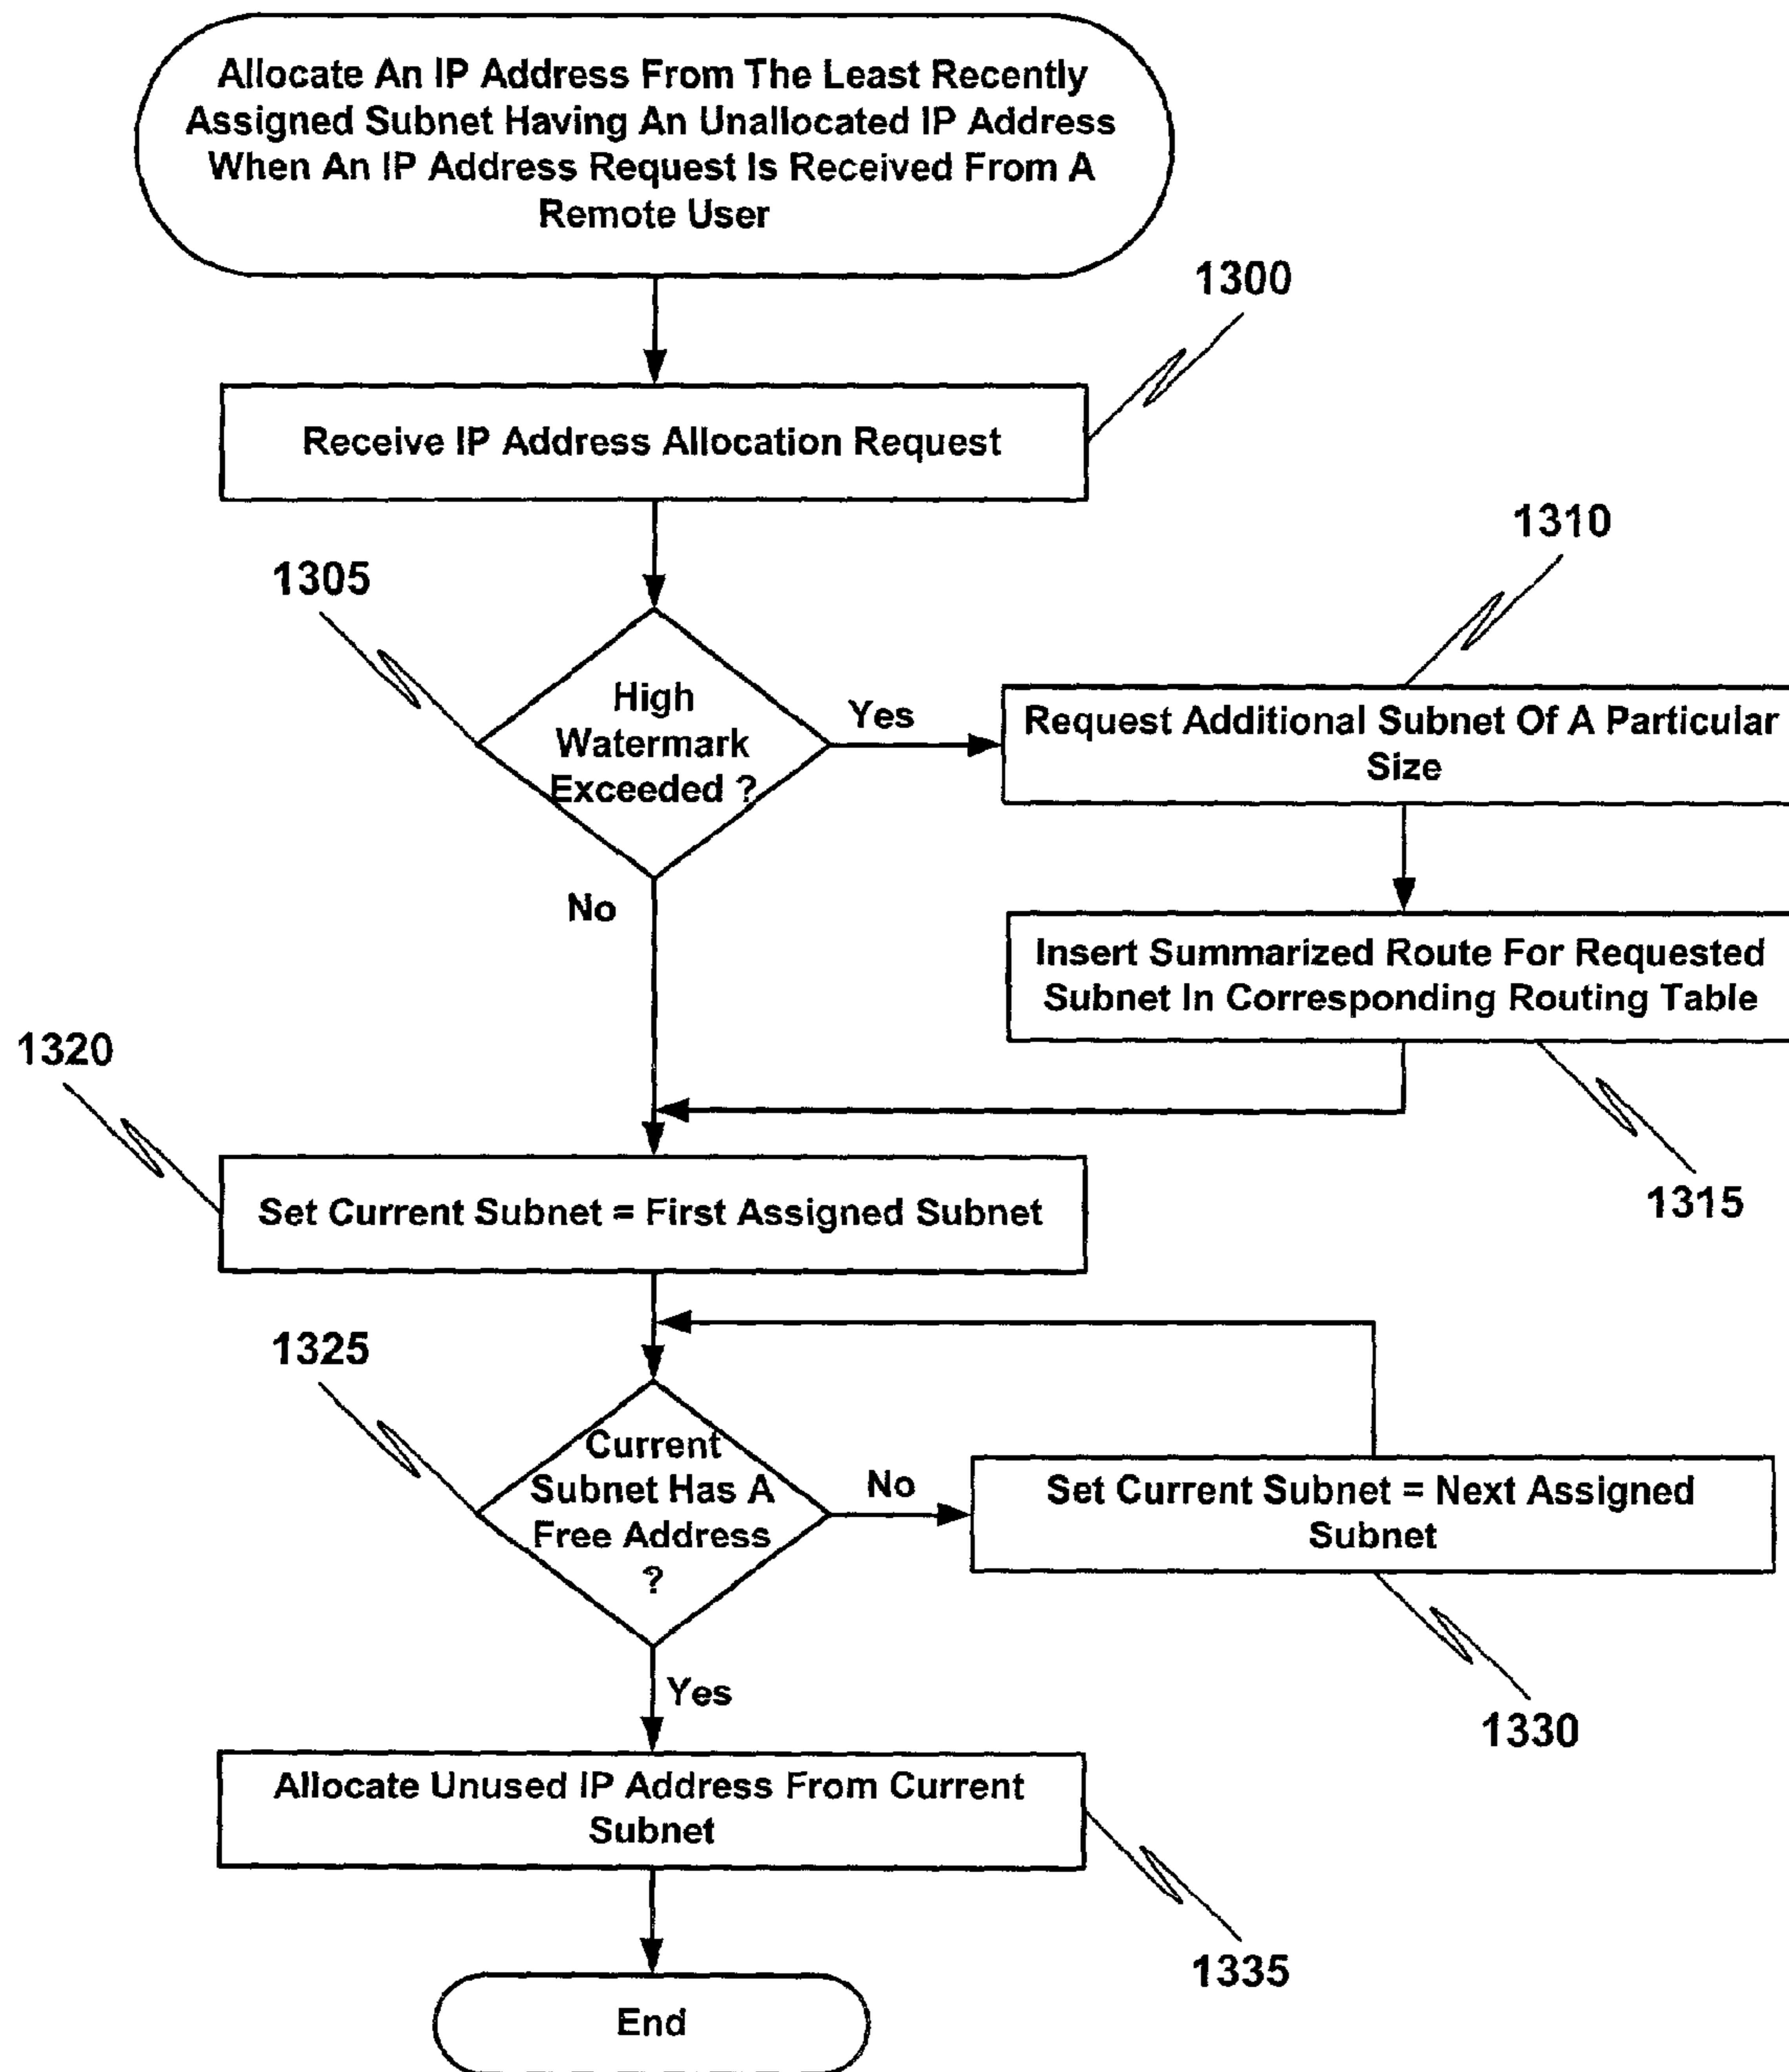 Allocate An IP Address From The Least Recently
Assigned Subnet Having An Unallocated IP Address
When An IP Address Request Is Received From A
Remote User
1300
Receive IP Address Allocation Request
1310
1305
High
Watermark
Exceeded ?
Yes
Request Additional Subnet Of A Particular
Size
No
Insert Summarized Route For Requested
Subnet In Corresponding Routing Table
1320
1315
Set Current Subnet = First Assigned Subnet
1325
Current
Subnet Has A
Free Address
?
No
Set Current Subnet = Next Assigned
Subnet
Yes
1330
Allocate Unused IP Address From Current
Subnet
1335
End